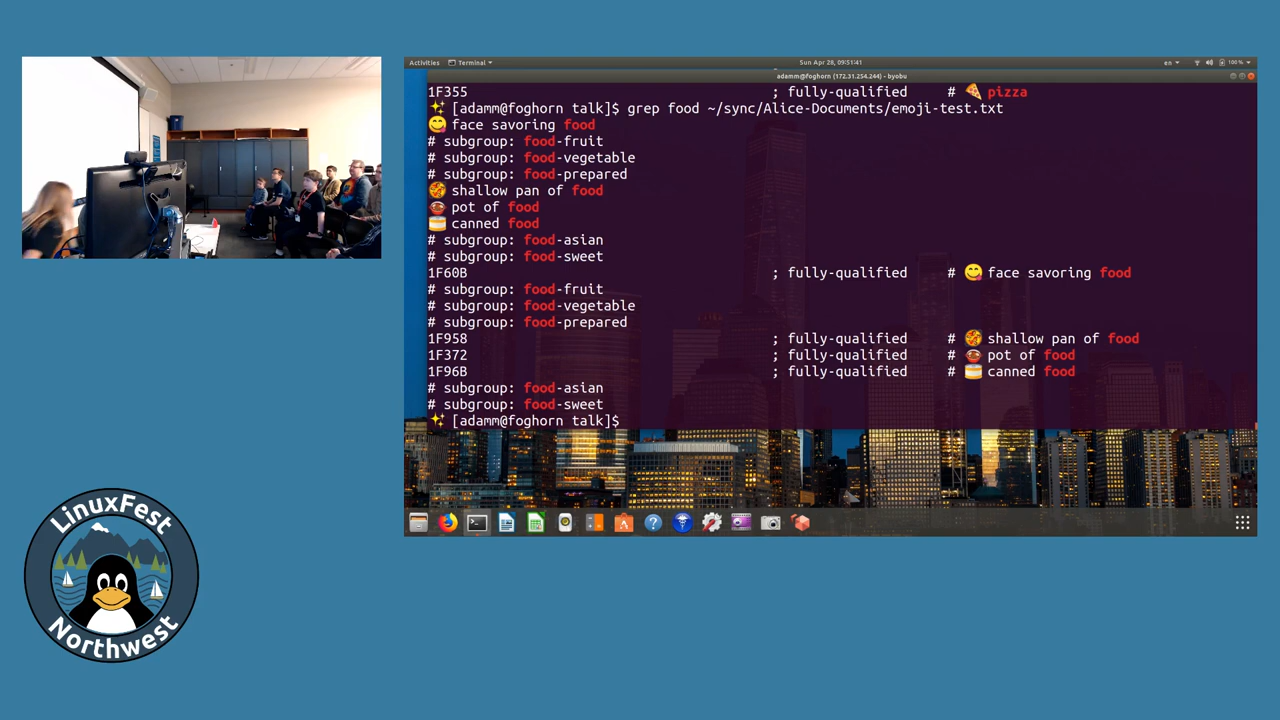 Activities Terminal Sun Apr 28, 09:51:41 en 100%
adamm@foghorn (172.31.254.244) - byobu
1F355 ; fully-qualified # 🍕 pizza
✨ [adamm@foghorn talk]$ grep food ~/sync/Alice-Documents/emoji-test.txt
😋 face savoring food
# subgroup: food-fruit
# subgroup: food-vegetable
# subgroup: food-prepared
🥘 shallow pan of food
🍲 pot of food
🥫 canned food
# subgroup: food-asian
# subgroup: food-sweet
1F60B ; fully-qualified # 😋 face savoring food
# subgroup: food-fruit
# subgroup: food-vegetable
# subgroup: food-prepared
1F958 ; fully-qualified # 🥘 shallow pan of food
1F372 ; fully-qualified # 🍲 pot of food
1F96B ; fully-qualified # 🥫 canned food
# subgroup: food-asian
# subgroup: food-sweet
✨ [adamm@foghorn talk]$
LinuxFest
Northwest